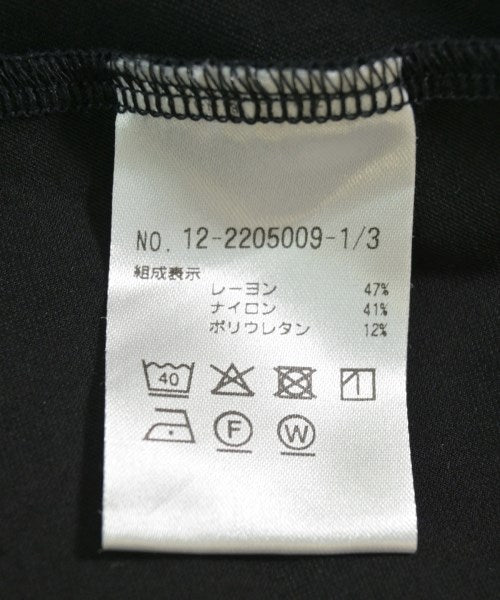 NO. 12-2205009-1/3
組成表示
レーヨン 47%
ナイロン 41%
ポリウレタン 12%
40
F W